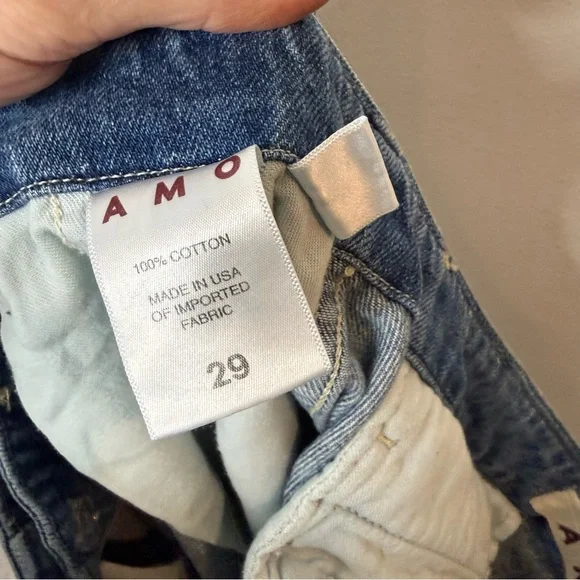 AMO
100% COTTON
MADE IN USA
OF IMPORTED
FABRIC
29
A